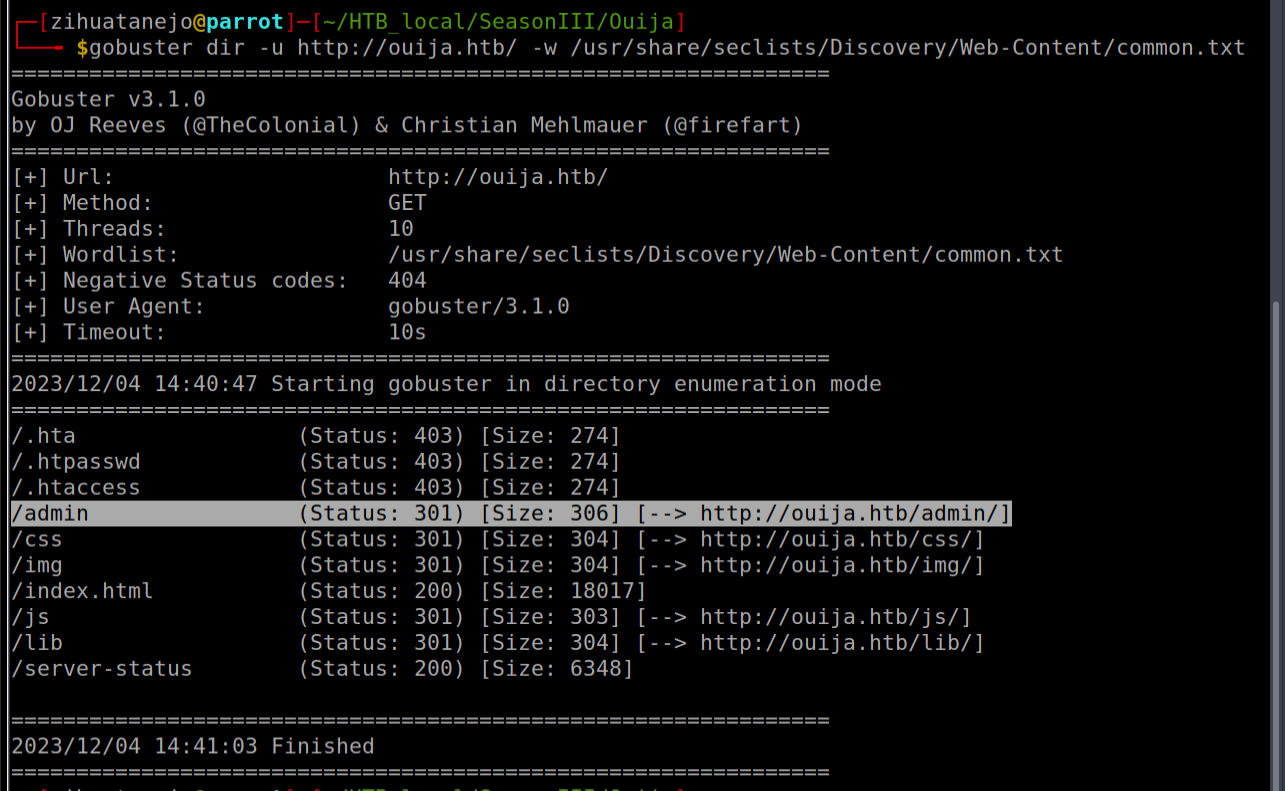 ┌─[zihuatanejo@parrot]─[~/HTB_local/SeasonIII/Ouija]
└──╼ $gobuster dir -u http://ouija.htb/ -w /usr/share/seclists/Discovery/Web-Content/common.txt
===============================================================
Gobuster v3.1.0
by OJ Reeves (@TheColonial) & Christian Mehlmauer (@firefart)
===============================================================
[+] Url:                     http://ouija.htb/
[+] Method:                  GET
[+] Threads:                 10
[+] Wordlist:                /usr/share/seclists/Discovery/Web-Content/common.txt
[+] Negative Status codes:   404
[+] User Agent:              gobuster/3.1.0
[+] Timeout:                 10s
===============================================================
2023/12/04 14:40:47 Starting gobuster in directory enumeration mode
===============================================================
/.hta                 (Status: 403) [Size: 274]
/.htpasswd            (Status: 403) [Size: 274]
/.htaccess            (Status: 403) [Size: 274]
/admin                (Status: 301) [Size: 306] [--> http://ouija.htb/admin/]
/css                  (Status: 301) [Size: 304] [--> http://ouija.htb/css/]
/img                  (Status: 301) [Size: 304] [--> http://ouija.htb/img/]
/index.html           (Status: 200) [Size: 18017]
/js                   (Status: 301) [Size: 303] [--> http://ouija.htb/js/]
/lib                  (Status: 301) [Size: 304] [--> http://ouija.htb/lib/]
/server-status        (Status: 200) [Size: 6348]
===============================================================
2023/12/04 14:41:03 Finished
===============================================================